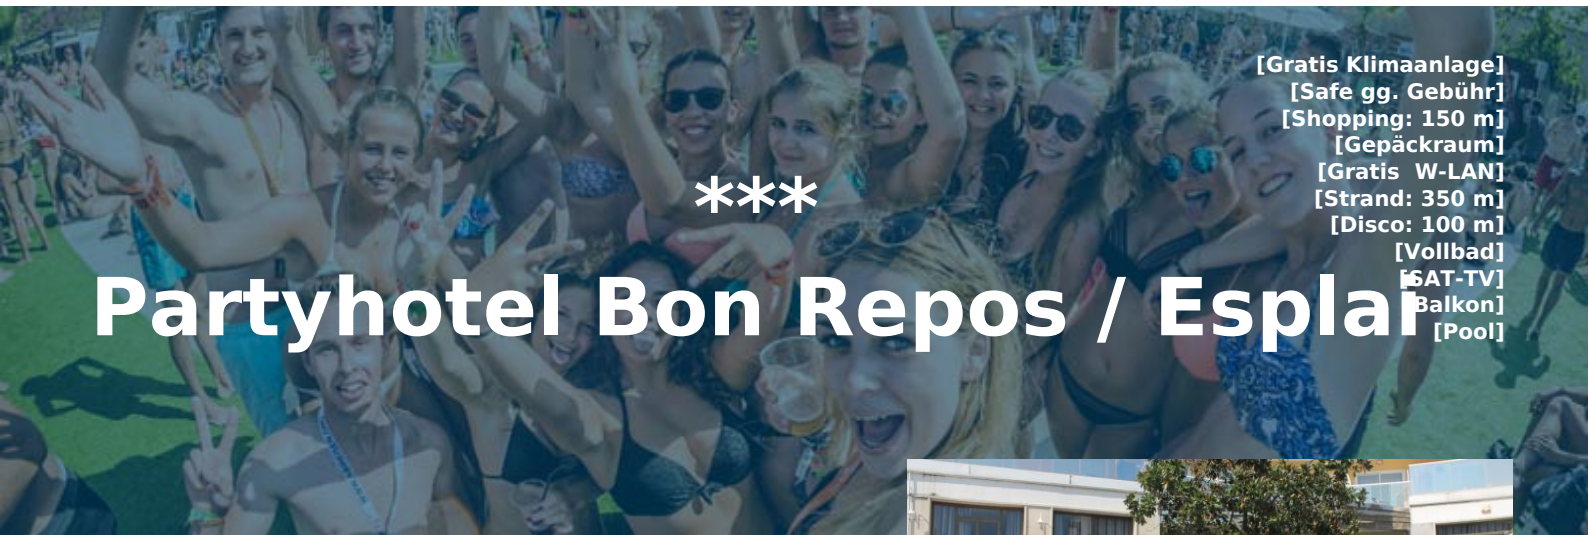 [Gratis Klimaanlage]
[Safe gg. Gebühr]
[Shopping: 150 m]
[Gepäckraum]
[Gratis  W-LAN]
[Strand: 350 m]
[Disco: 100 m]
[Vollbad]
[SAT-TV]
[Balkon]
[Pool]
***
Partyhotel Bon Repos / Esplai